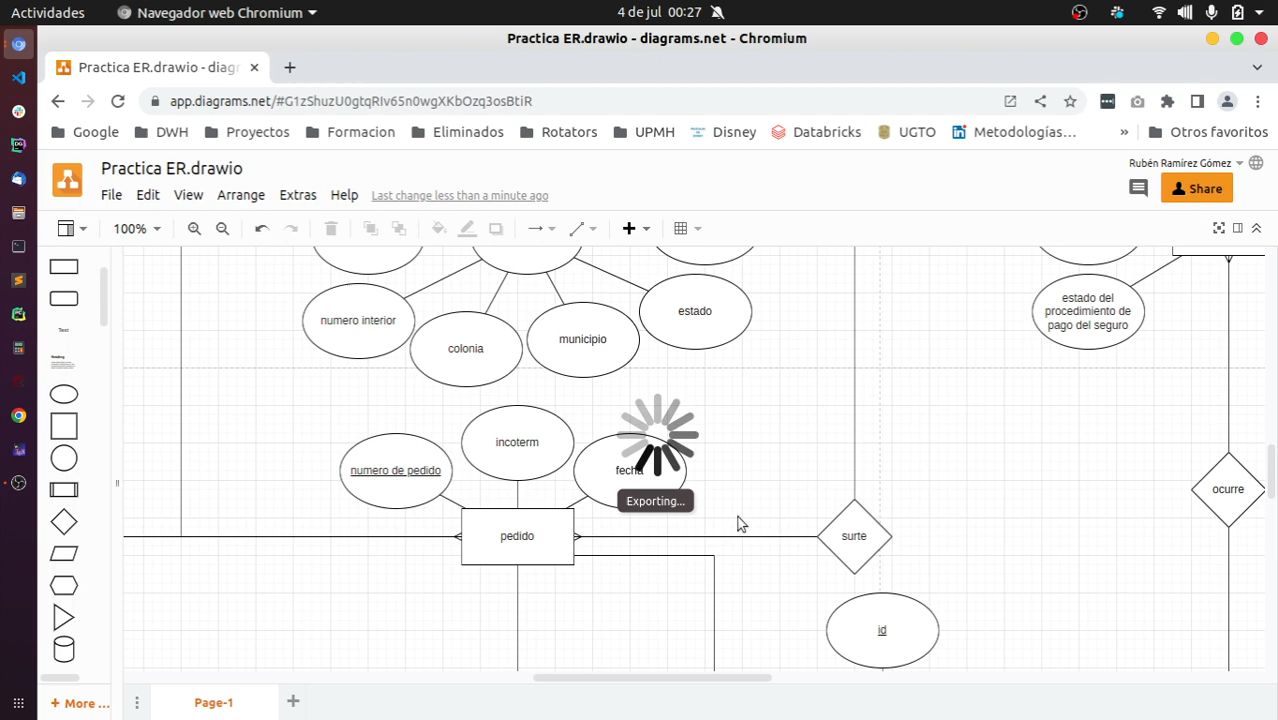 Actividades
Navegador web Chromium
4 de jul 00:27
Practica ER.drawio - diagrams.net - Chromium
Practica ER.drawio - diag
app.diagrams.net/#G1zShuzU0gtqRIv65n0wgXKbOzq3osBtiR
Google
DWH
Proyectos
Formacion
Eliminados
Rotators
UPMH
Disney
Databricks
UGTO
Metodologías...
»
Otros favoritos
Practica ER.drawio
Rubén Ramírez Gómez
File
Edit
View
Arrange
Extras
Help
Last change less than a minute ago
Share
100%
Text
Heading
numero interior
colonia
municipio
estado
estado del
procedimiento de
pago del seguro
numero de pedido
incoterm
fecha
Exporting...
pedido
surte
ocurre
id
+ More ...
Page-1